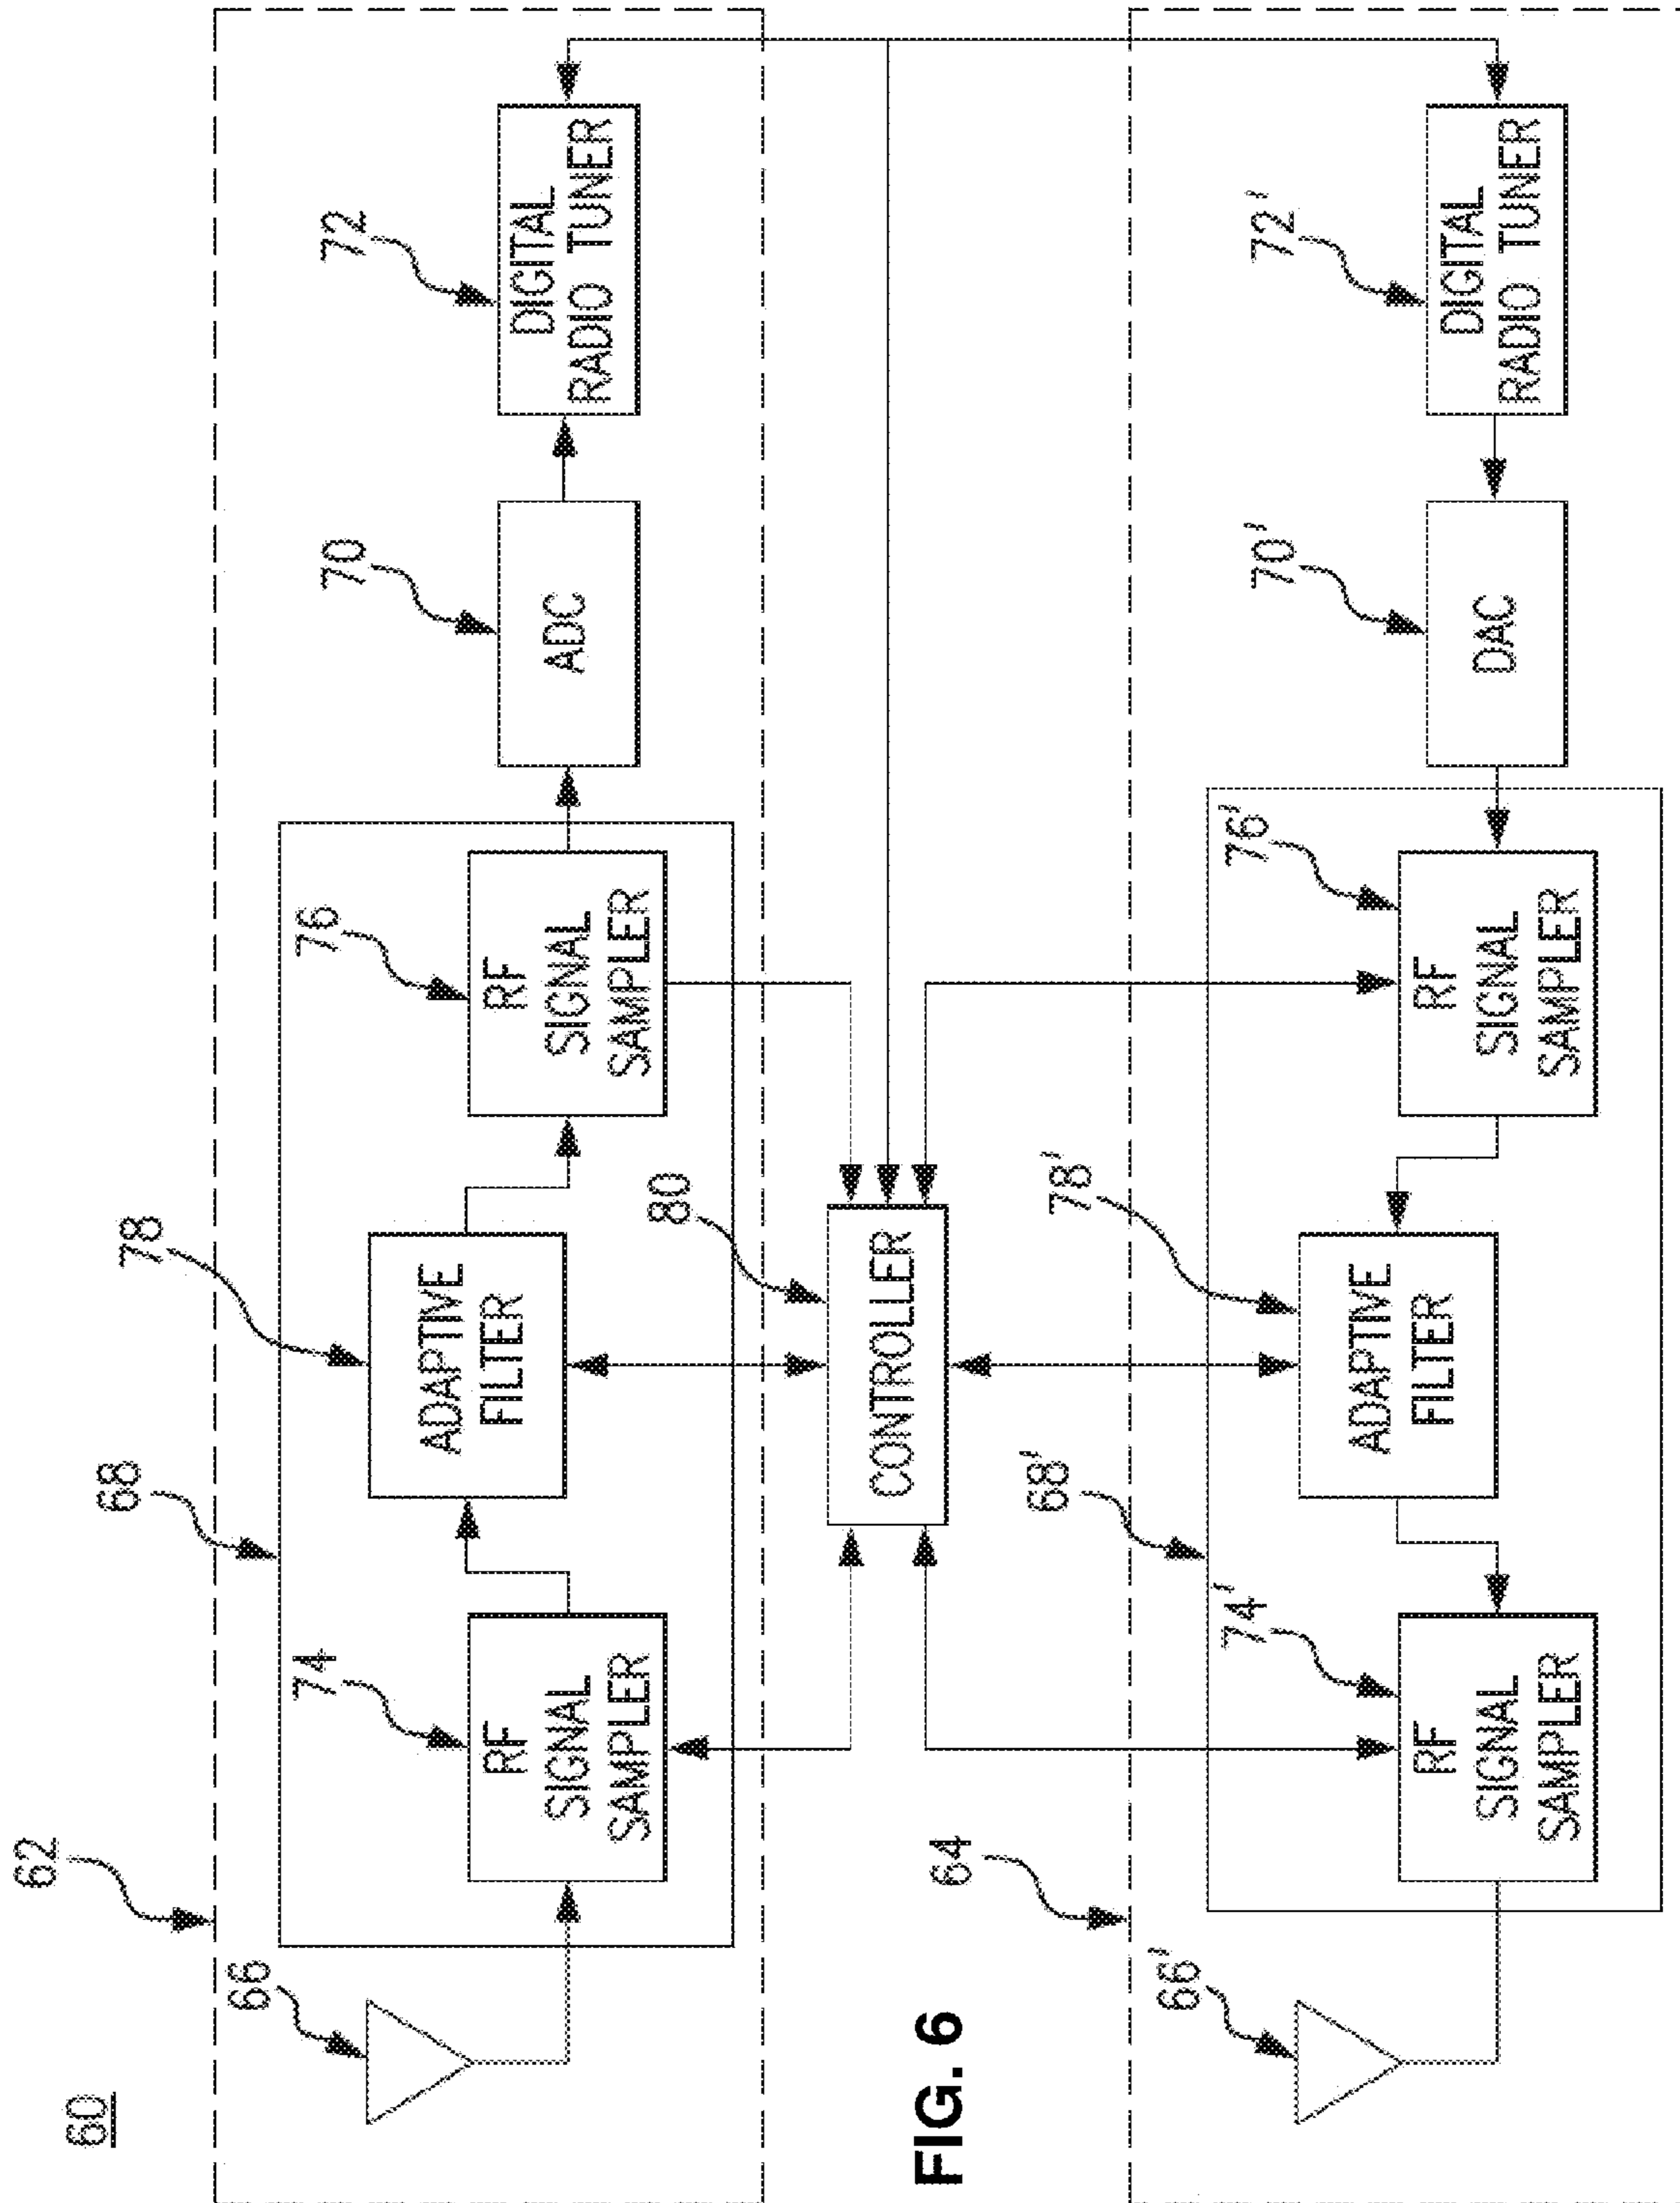 60
62
66
68
74
RF
SIGNAL
SAMPLER
78
ADAPTIVE
FILTER
76
RF
SIGNAL
SAMPLER
70
ADC
72
DIGITAL
RADIO TUNER
80
CONTROLLER
FIG. 6
64
66'
68'
74'
RF
SIGNAL
SAMPLER
78'
ADAPTIVE
FILTER
76'
RF
SIGNAL
SAMPLER
70'
DAC
72'
DIGITAL
RADIO TUNER